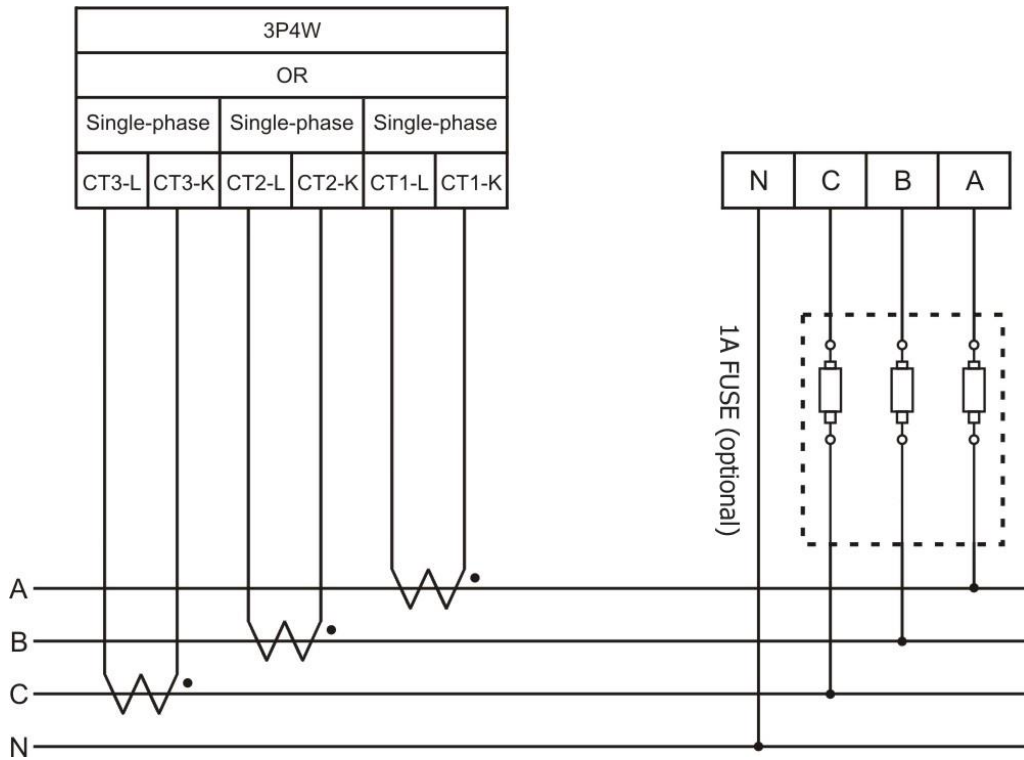 3P4W
OR
Single-phase Single-phase Single-phase
CT3-L CT3-K CT2-L CT2-K CT1-L CT1-K
N C B A
1A FUSE (optional)
A
B
C
N